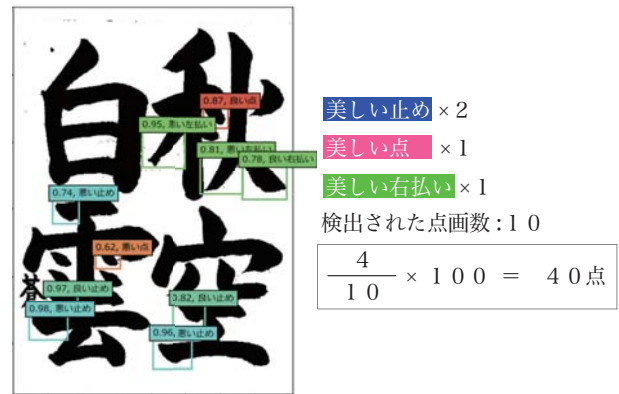 秋空
白雲
0.87, 良い点
0.95, 悪い左払い
0.81, 悪い左払い
0.78, 良い右払い
0.74, 悪い止め
0.62, 悪い点
0.97, 良い止め
0.82, 良い止め
0.98, 悪い止め
0.96, 悪い止め
美しい止め×2
美しい点 ×1
美しい右払い×1
検出された点画数:10
4/10 × 100 = 40点